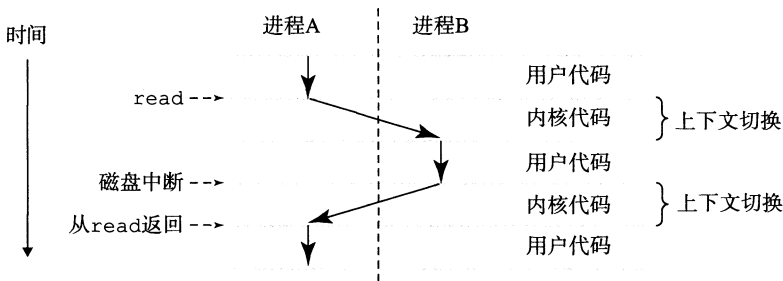 进程A
进程B
时间
用户代码
read
内核代码
上下文切换
用户代码
磁盘中断
内核代码
上下文切换
从read返回
用户代码